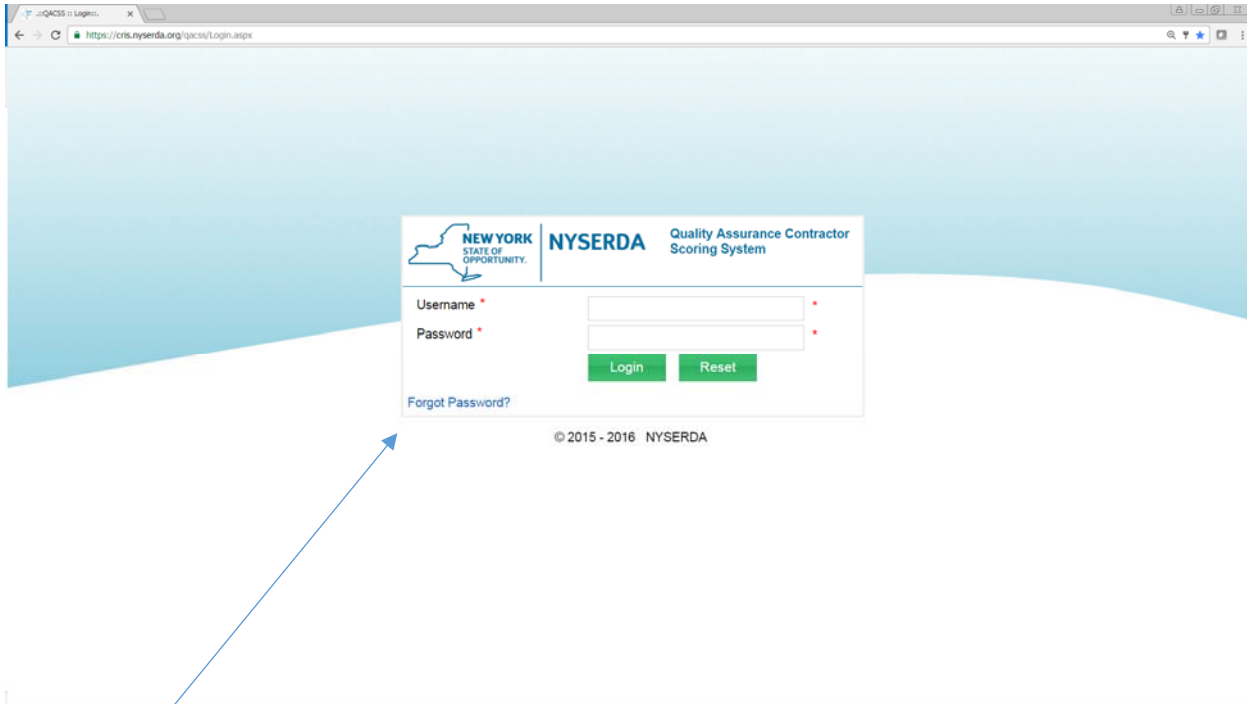 .::QACSS :: Login::.
https://cris.nyserda.org/qacss/Login.aspx
NEW YORK
STATE OF
OPPORTUNITY.
NYSERDA
Quality Assurance Contractor
Scoring System
Username *
*
Password *
*
Login Reset
Forgot Password?
© 2015 - 2016 NYSERDA